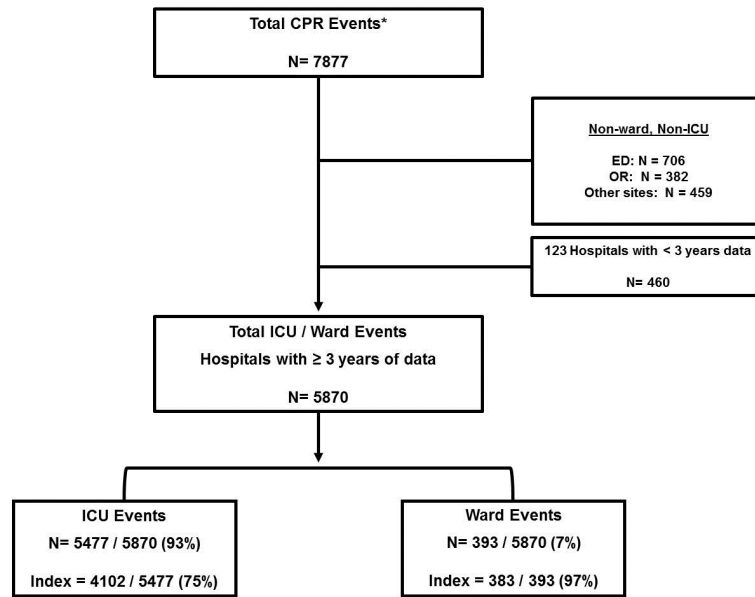 Total CPR Events*
N= 7877
Non-ward, Non-ICU
ED: N = 706
OR: N = 382
Other sites: N = 459
123 Hospitals with < 3 years data
N= 460
Total ICU / Ward Events
Hospitals with ≥ 3 years of data
N= 5870
ICU Events
N= 5477 / 5870 (93%)
Index = 4102 / 5477 (75%)
Ward Events
N= 393 / 5870 (7%)
Index = 383 / 393 (97%)